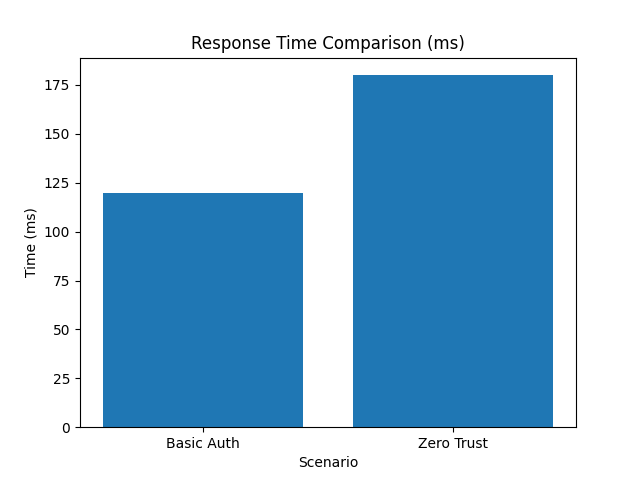 Response Time Comparison (ms)
175
150
125
100
75
50
25
0
Time (ms)
Basic Auth
Zero Trust
Scenario